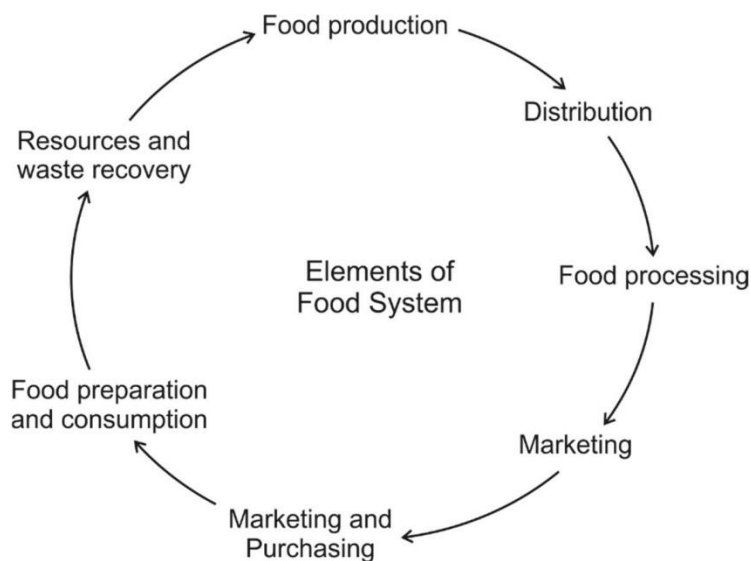 Food production
Distribution
Food processing
Marketing
Marketing and
Purchasing
Food preparation
and consumption
Resources and
waste recovery
Elements of
Food System